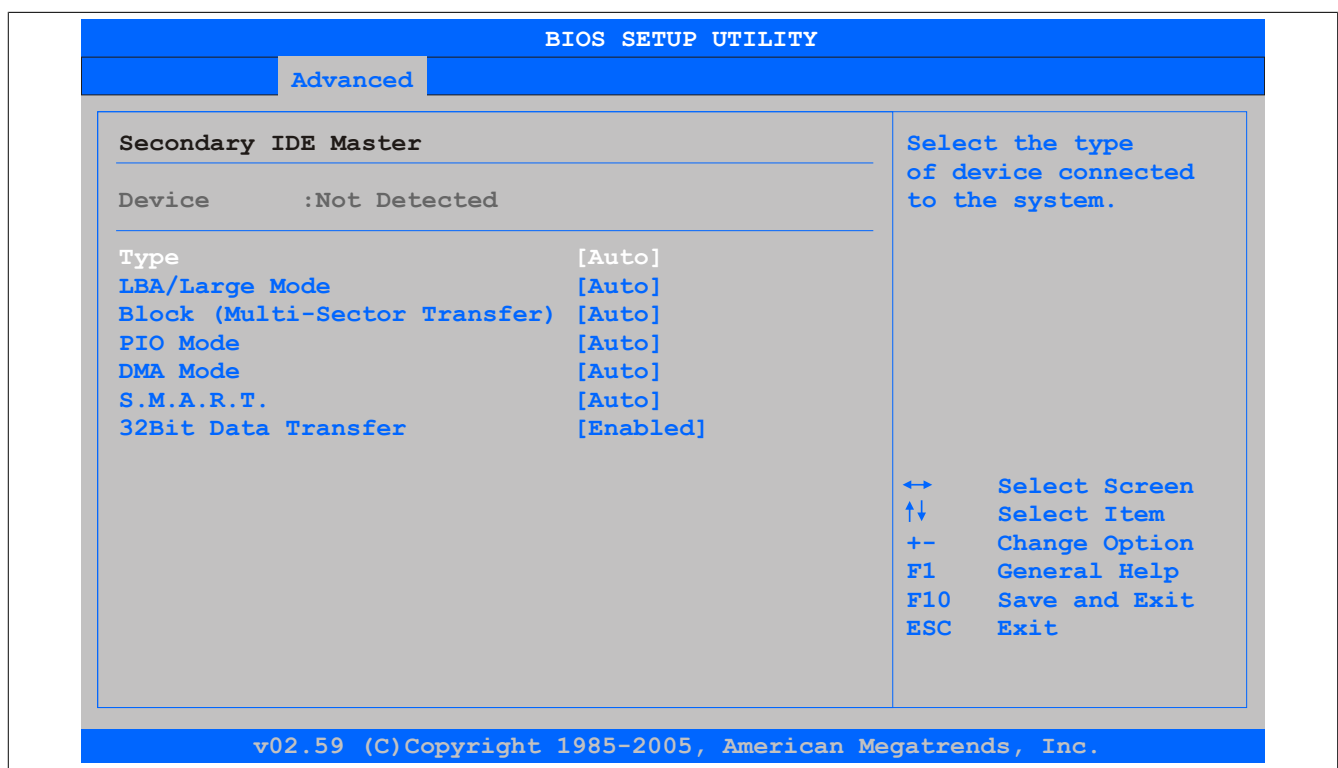 BIOS SETUP UTILITY
Advanced
Secondary IDE Master
Device :Not Detected
Type [Auto]
LBA/Large Mode [Auto]
Block (Multi-Sector Transfer) [Auto]
PIO Mode [Auto]
DMA Mode [Auto]
S.M.A.R.T. [Auto]
32Bit Data Transfer [Enabled]
Select the type
of device connected
to the system.
↔ Select Screen
↑↓ Select Item
+- Change Option
F1 General Help
F10 Save and Exit
ESC Exit
v02.59 (C)Copyright 1985-2005, American Megatrends, Inc.